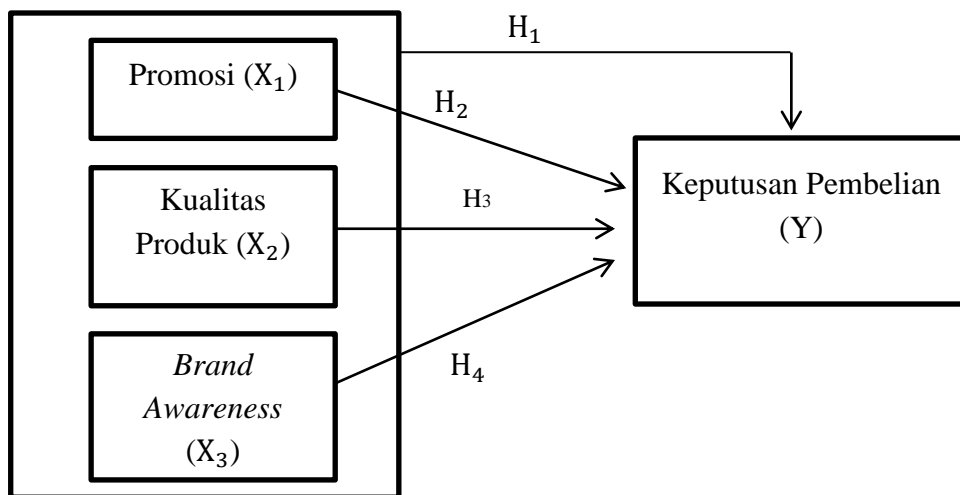 H₁
Promosi (X₁)
H₂
Keputusan Pembelian
(Y)
Kualitas
Produk (X₂)
H3
Brand
Awareness
(X₃)
H₄